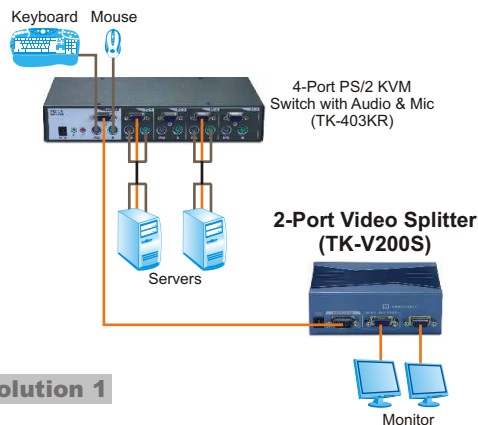 Keyboard Mouse
4-Port PS/2 KVM
Switch with Audio & Mic
(TK-403KR)
2-Port Video Splitter
(TK-V200S)
Servers
olution 1
Monitor